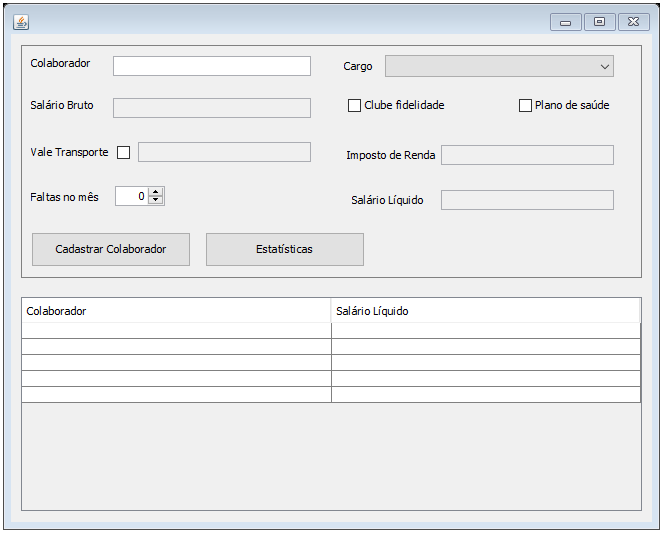 Colaborador
Cargo
Salário Bruto
Clube fidelidade
Plano de saúde
Vale Transporte
Imposto de Renda
Faltas no mês
0
Salário Líquido
Cadastrar Colaborador
Estatísticas
Colaborador
Salário Líquido